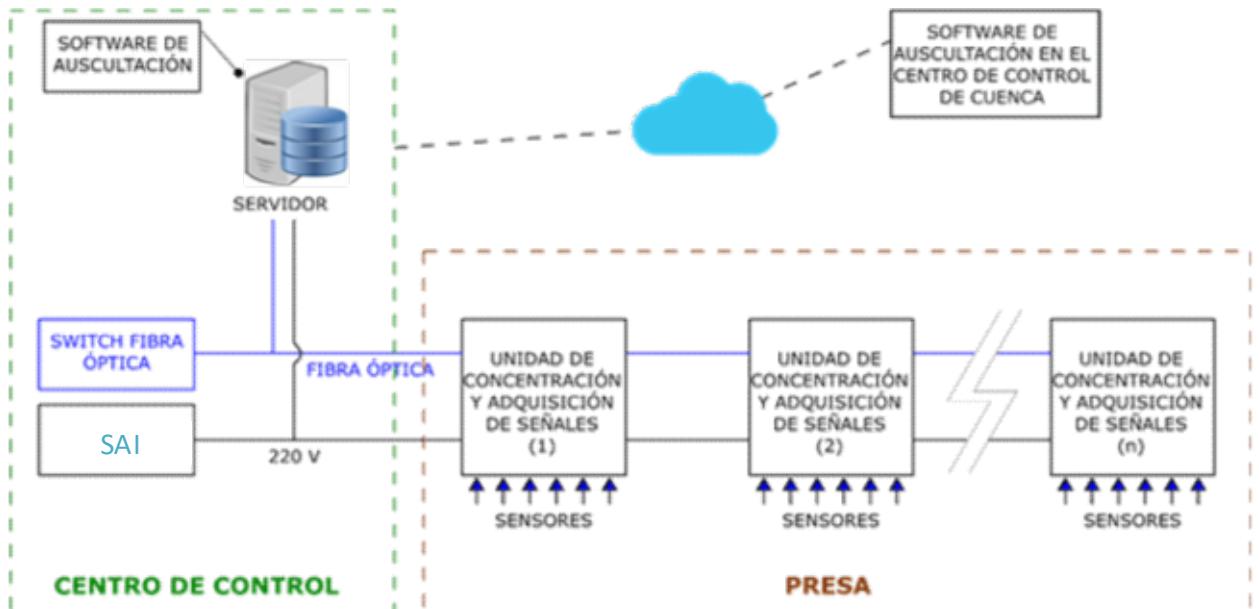 SOFTWARE DE
AUSCULTACIÓN
SOFTWARE DE
AUSCULTACIÓN EN EL
CENTRO DE CONTROL
DE CUENCA
SERVIDOR
SWITCH FIBRA
ÓPTICA
FIBRA ÓPTICA
SAI
220 V
UNIDAD DE
CONCENTRACIÓN
Y ADQUISICIÓN
DE SEÑALES
(1)
SENSORES
UNIDAD DE
CONCENTRACIÓN
Y ADQUISICIÓN
DE SEÑALES
(2)
SENSORES
UNIDAD DE
CONCENTRACIÓN
Y ADQUISICIÓN
DE SEÑALES
(n)
SENSORES
CENTRO DE CONTROL
PRESA